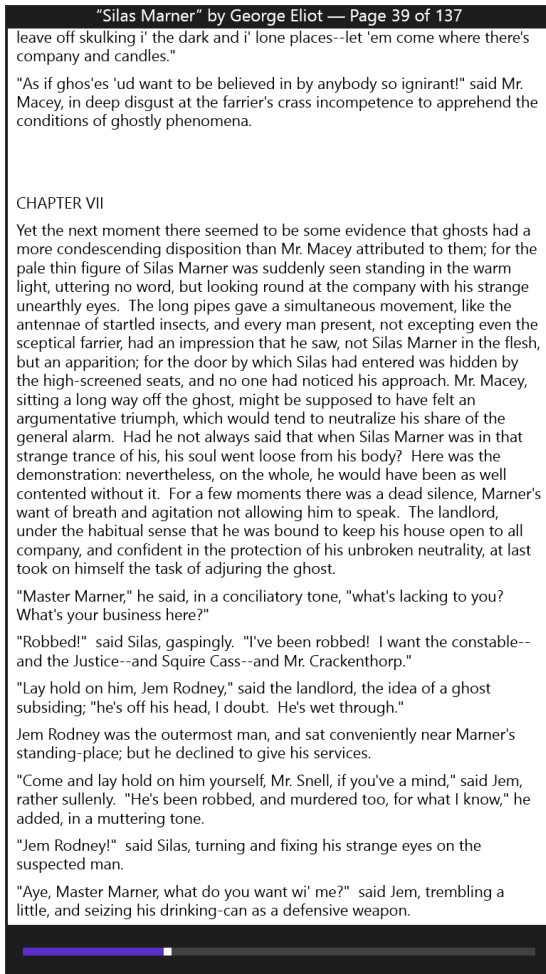 “Silas Marner” by George Eliot — Page 39 of 137
leave off skulking i' the dark and i' lone places--let 'em come where there's
company and candles."
"As if ghos'es 'ud want to be believed in by anybody so ignirant!" said Mr.
Macey, in deep disgust at the farrier's crass incompetence to apprehend the
conditions of ghostly phenomena.
CHAPTER VII
Yet the next moment there seemed to be some evidence that ghosts had a
more condescending disposition than Mr. Macey attributed to them; for the
pale thin figure of Silas Marner was suddenly seen standing in the warm
light, uttering no word, but looking round at the company with his strange
unearthly eyes.  The long pipes gave a simultaneous movement, like the
antennae of startled insects, and every man present, not excepting even the
sceptical farrier, had an impression that he saw, not Silas Marner in the flesh,
but an apparition; for the door by which Silas had entered was hidden by
the high-screened seats, and no one had noticed his approach. Mr. Macey,
sitting a long way off the ghost, might be supposed to have felt an
argumentative triumph, which would tend to neutralize his share of the
general alarm.  Had he not always said that when Silas Marner was in that
strange trance of his, his soul went loose from his body?  Here was the
demonstration: nevertheless, on the whole, he would have been as well
contented without it.  For a few moments there was a dead silence, Marner's
want of breath and agitation not allowing him to speak.  The landlord,
under the habitual sense that he was bound to keep his house open to all
company, and confident in the protection of his unbroken neutrality, at last
took on himself the task of adjuring the ghost.
"Master Marner," he said, in a conciliatory tone, "what's lacking to you?
What's your business here?"
"Robbed!"  said Silas, gaspingly.  "I've been robbed!  I want the constable--
and the Justice--and Squire Cass--and Mr. Crackenthorp."
"Lay hold on him, Jem Rodney," said the landlord, the idea of a ghost
subsiding; "he's off his head, I doubt.  He's wet through."
Jem Rodney was the outermost man, and sat conveniently near Marner's
standing-place; but he declined to give his services.
"Come and lay hold on him yourself, Mr. Snell, if you've a mind," said Jem,
rather sullenly.  "He's been robbed, and murdered too, for what I know," he
added, in a muttering tone.
"Jem Rodney!"  said Silas, turning and fixing his strange eyes on the
suspected man.
"Aye, Master Marner, what do you want wi' me?"  said Jem, trembling a
little, and seizing his drinking-can as a defensive weapon.